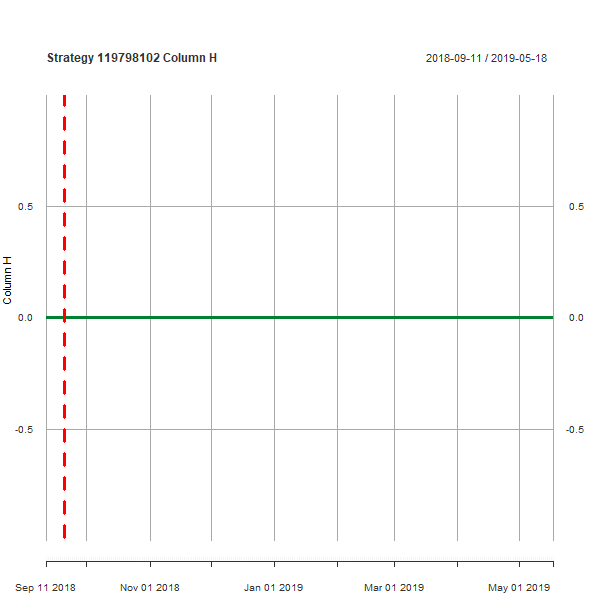 Strategy 119798102 Column H
2018-09-11 / 2019-05-18
0.5
0.5
Column H
0.0
0.0
-0.5
-0.5
Sep 11 2018
Nov 01 2018
Jan 01 2019
Mar 01 2019
May 01 2019